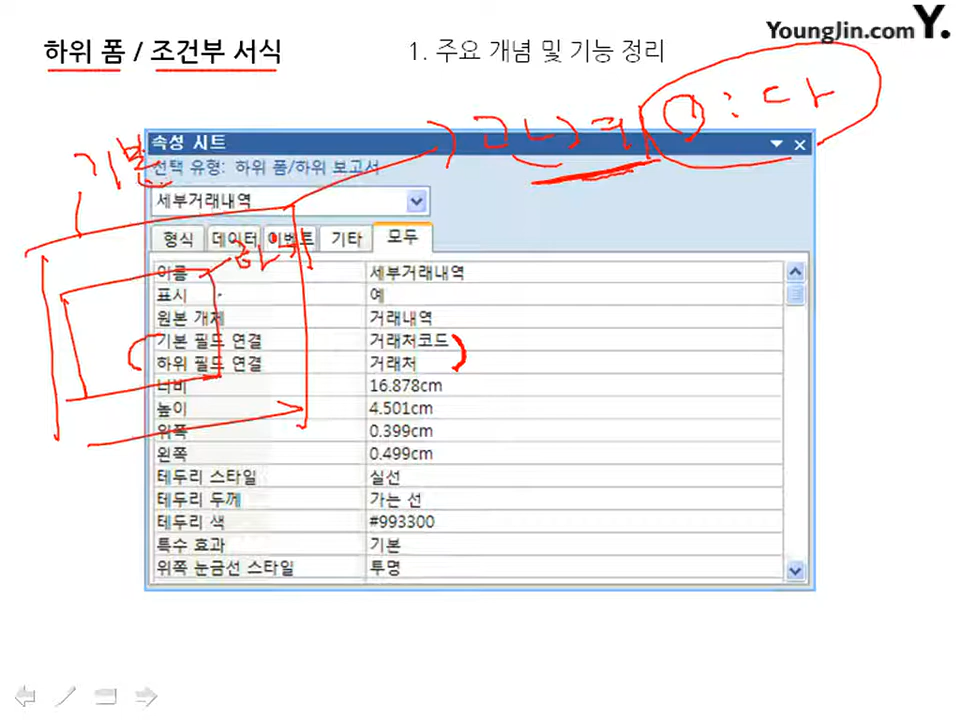 YoungJin.com Y.
하위 폼 / 조건부 서식 1. 주요 개념 및 기능 정리
1 : 다
기본
속성 시트
선택 유형: 하위 폼/하위 보고서
세부거래내역
형식 데이터 이벤트 기타 모두
하위
이름 세부거래내역
표시 예
원본 개체 거래내역
기본 필드 연결 거래처코드
하위 필드 연결 거래처
너비 16.878cm
높이 4.501cm
위쪽 0.399cm
왼쪽 0.499cm
테두리 스타일 실선
테두리 두께 가는 선
테두리 색 #993300
특수 효과 기본
위쪽 눈금선 스타일 투명